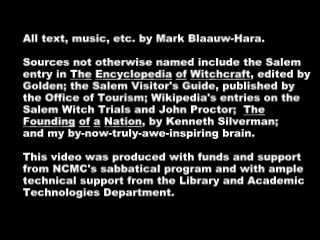 All text, music, etc. by Mark Blaauw-Hara.
Sources not otherwise named include the Salem
entry in The Encyclopedia of Witchcraft, edited by
Golden; the Salem Visitor's Guide, published by
the Office of Tourism; Wikipedia's entries on the
Salem Witch Trials and John Proctor;  The
Founding of a Nation, by Kenneth Silverman;
and my by-now-truly-awe-inspiring brain.
This video was produced with funds and support
from NCMC's sabbatical program and with ample
technical support from the Library and Academic
Technologies Department.